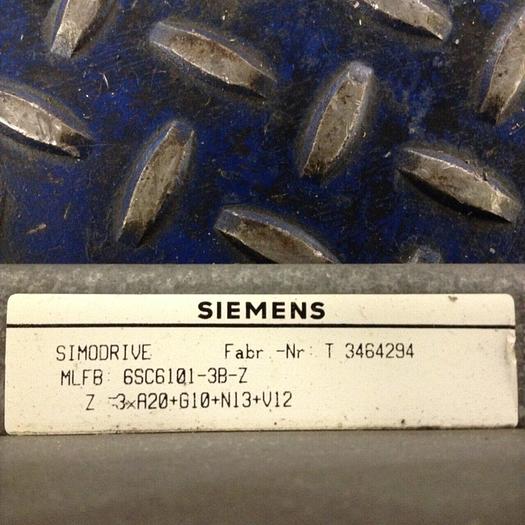 SIEMENS
SIMODRIVE Fabr.-Nr: T 3464294
MLFB: 6SC6101-3B-Z
Z =3×A20+G10+N13+V12